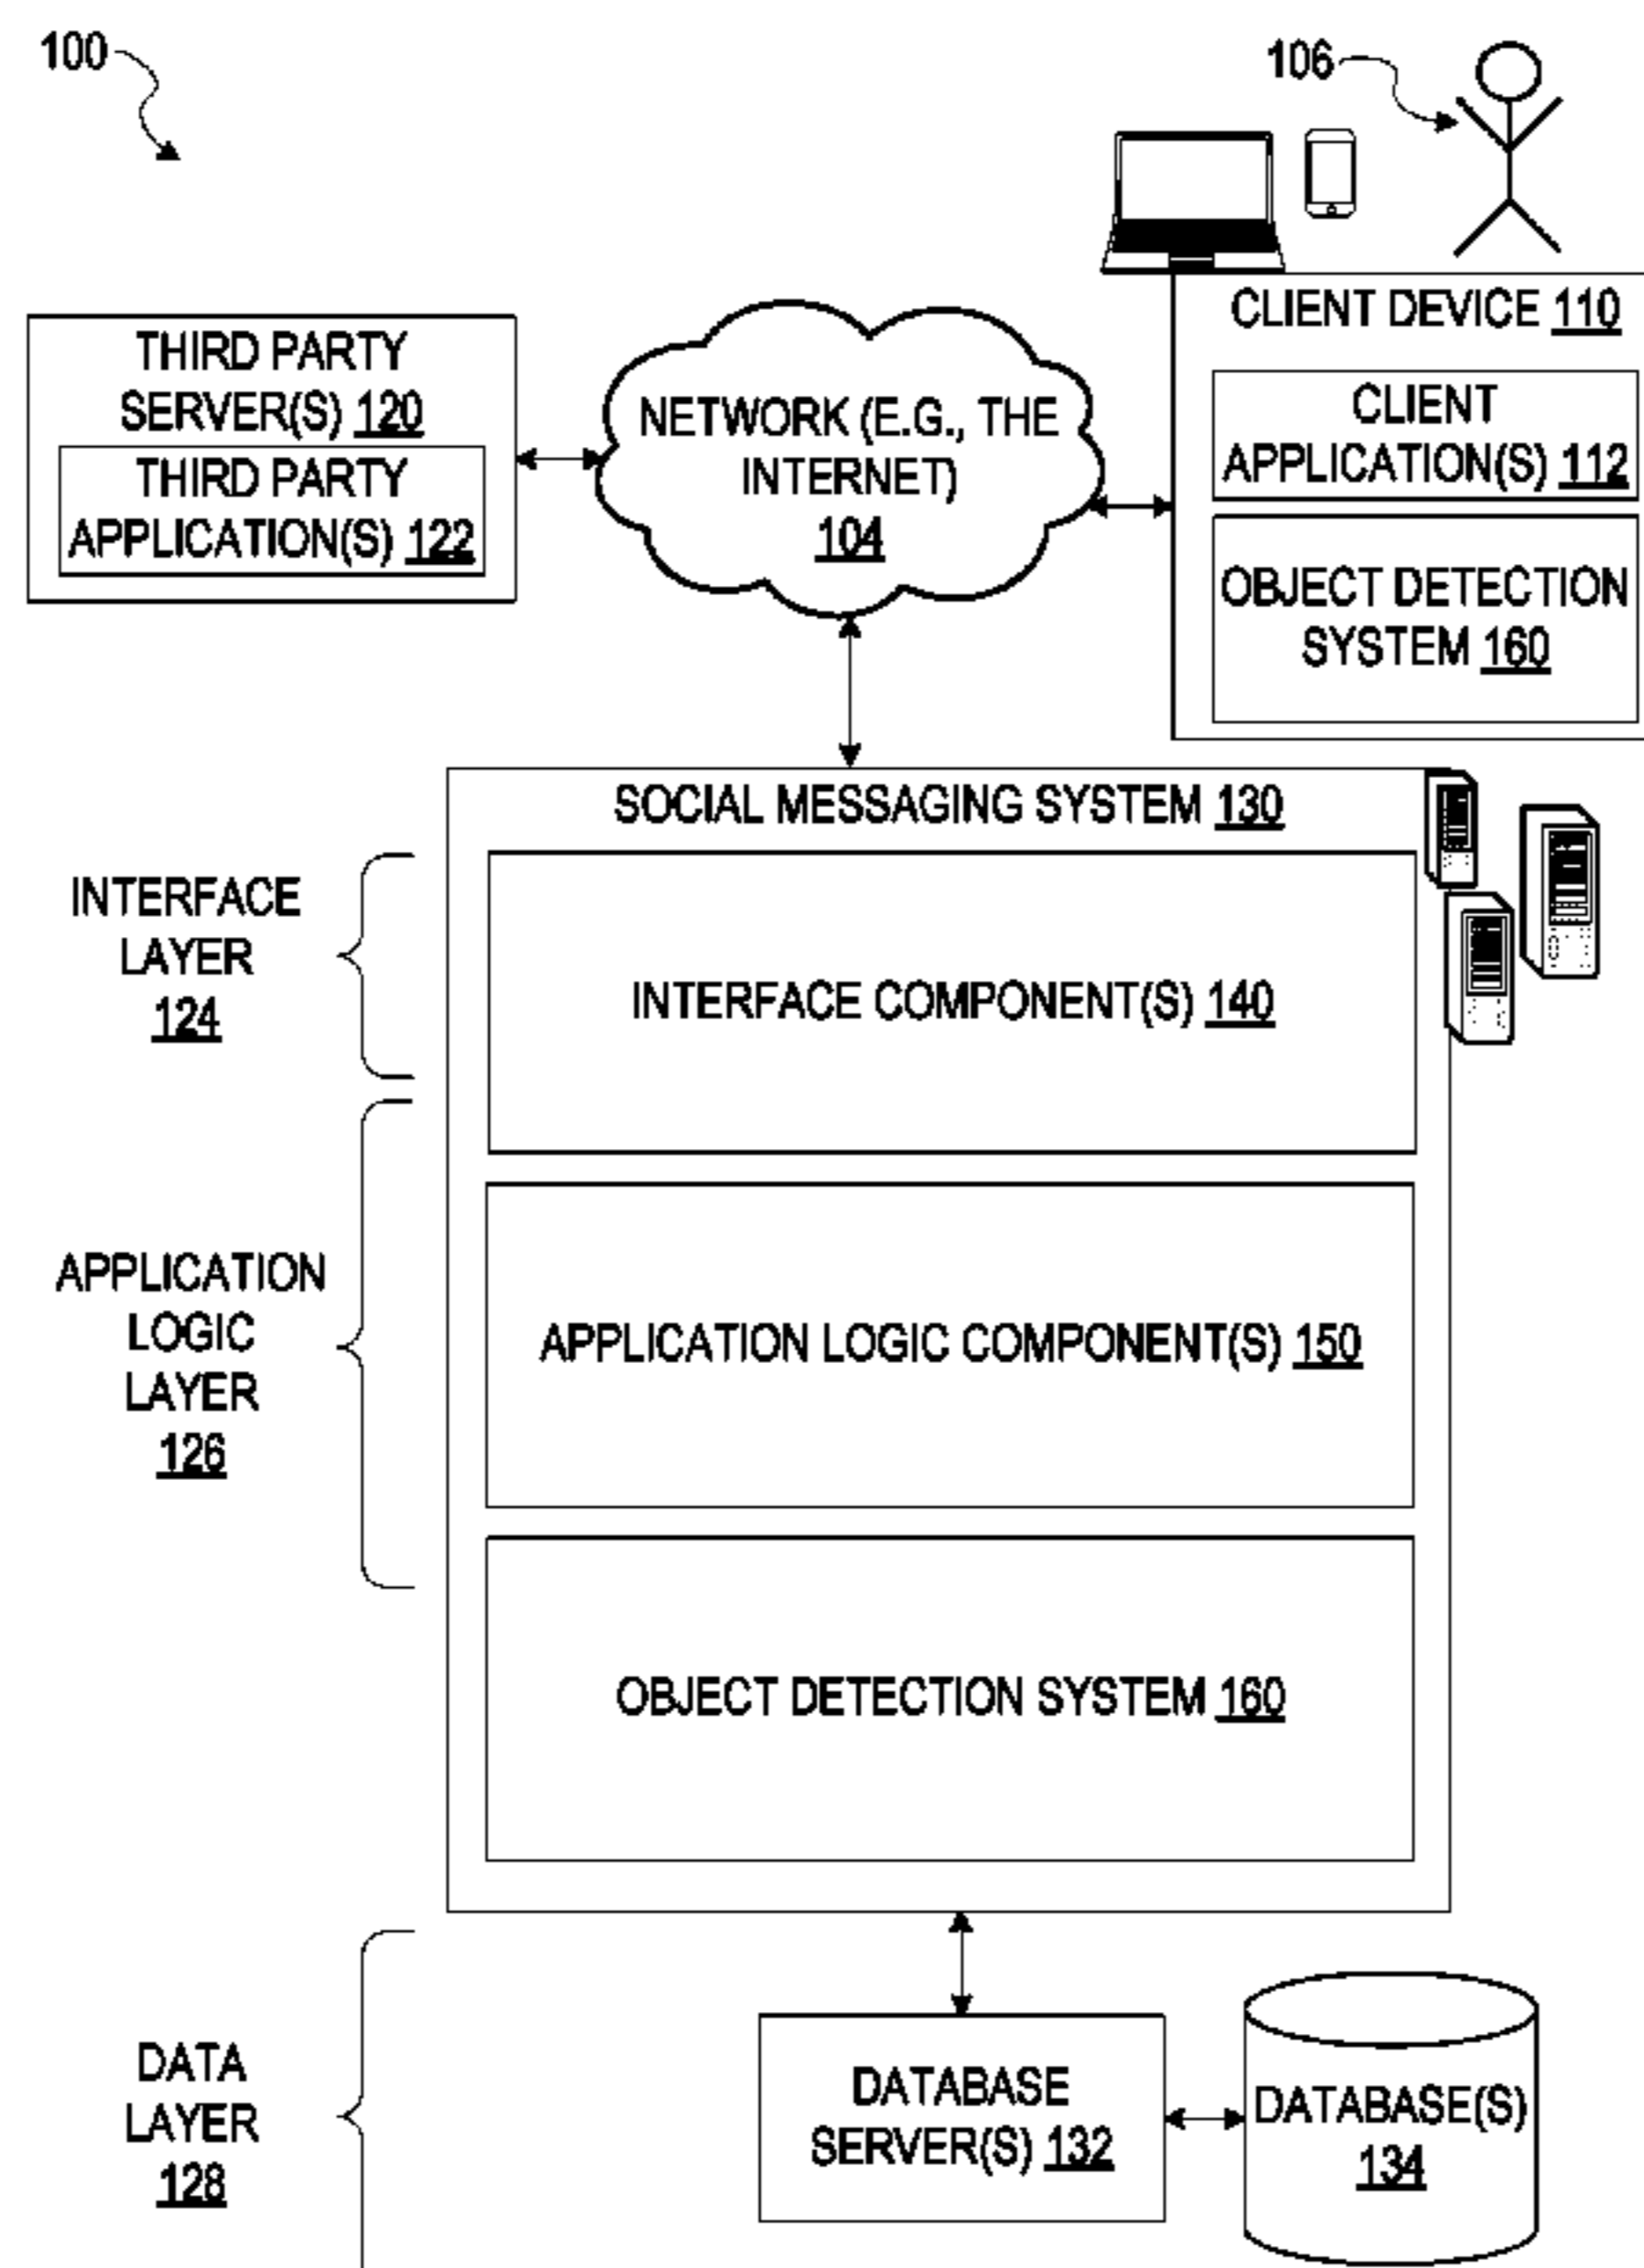 100
106
CLIENT DEVICE 110
CLIENT
APPLICATION(S) 112
OBJECT DETECTION
SYSTEM 160
THIRD PARTY
SERVER(S) 120
THIRD PARTY
APPLICATION(S) 122
NETWORK (E.G., THE
INTERNET)
104
SOCIAL MESSAGING SYSTEM 130
INTERFACE
LAYER
124
INTERFACE COMPONENT(S) 140
APPLICATION
LOGIC
LAYER
126
APPLICATION LOGIC COMPONENT(S) 150
OBJECT DETECTION SYSTEM 160
DATA
LAYER
128
DATABASE
SERVER(S) 132
DATABASE(S)
134